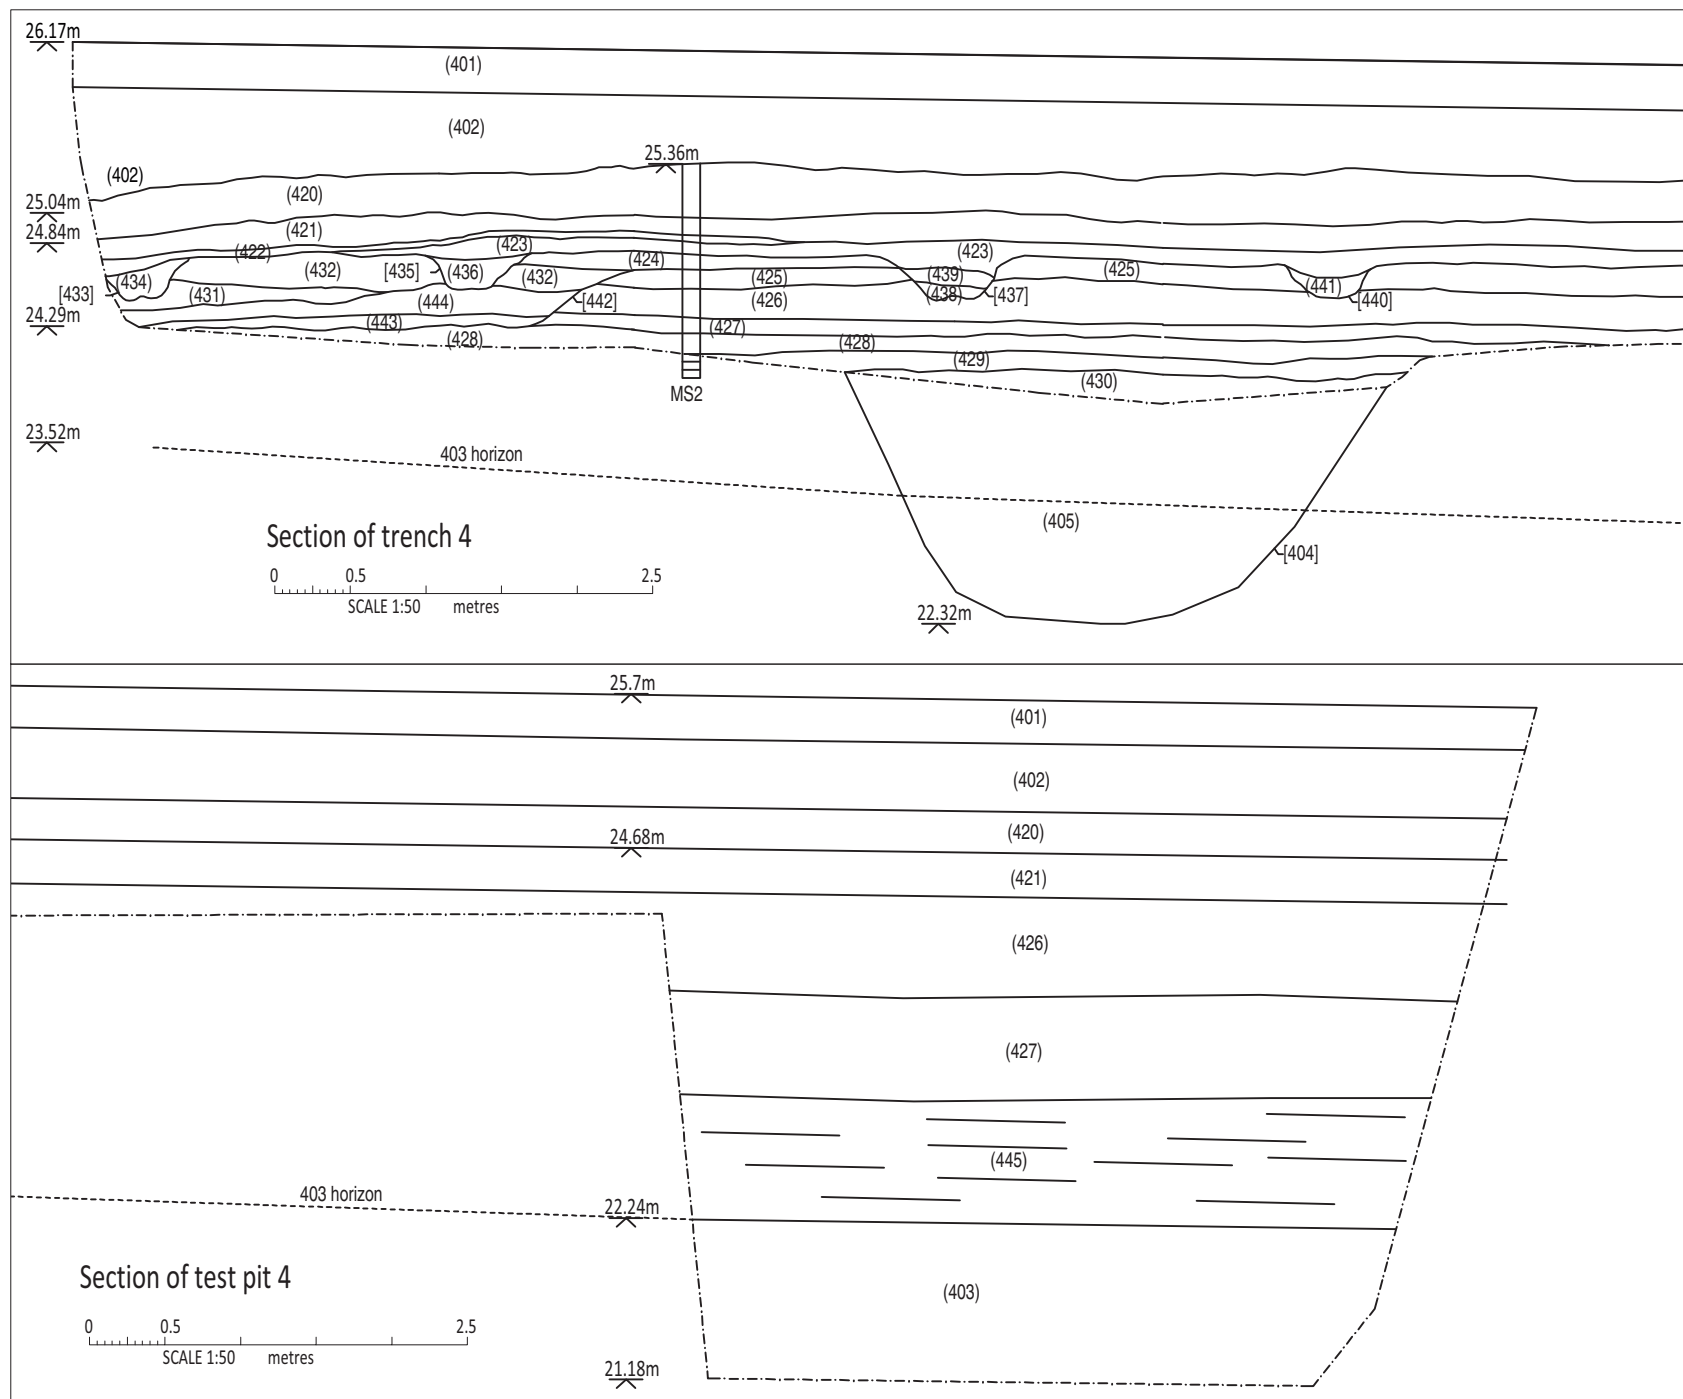 26.17m
(401)
(402)
25.36m
(402)
(420)
25.04m
(421)
24.84m
(422)
(423)
(423)
(424)
(432)
[435]
(436)
(432)
(425)
(439)
(425)
(434)
[433]
(431)
(444)
[442]
(426)
(438)
[437]
(441)
[440]
24.29m
(443)
(427)
(428)
(428)
(429)
(430)
MS2
23.52m
403 horizon
(405)
[404]
Section of trench 4
0 0.5 2.5
SCALE 1:50 metres
22.32m
25.7m
(401)
(402)
24.68m
(420)
(421)
(426)
(427)
(445)
403 horizon
22.24m
Section of test pit 4
(403)
0 0.5 2.5
SCALE 1:50 metres
21.18m